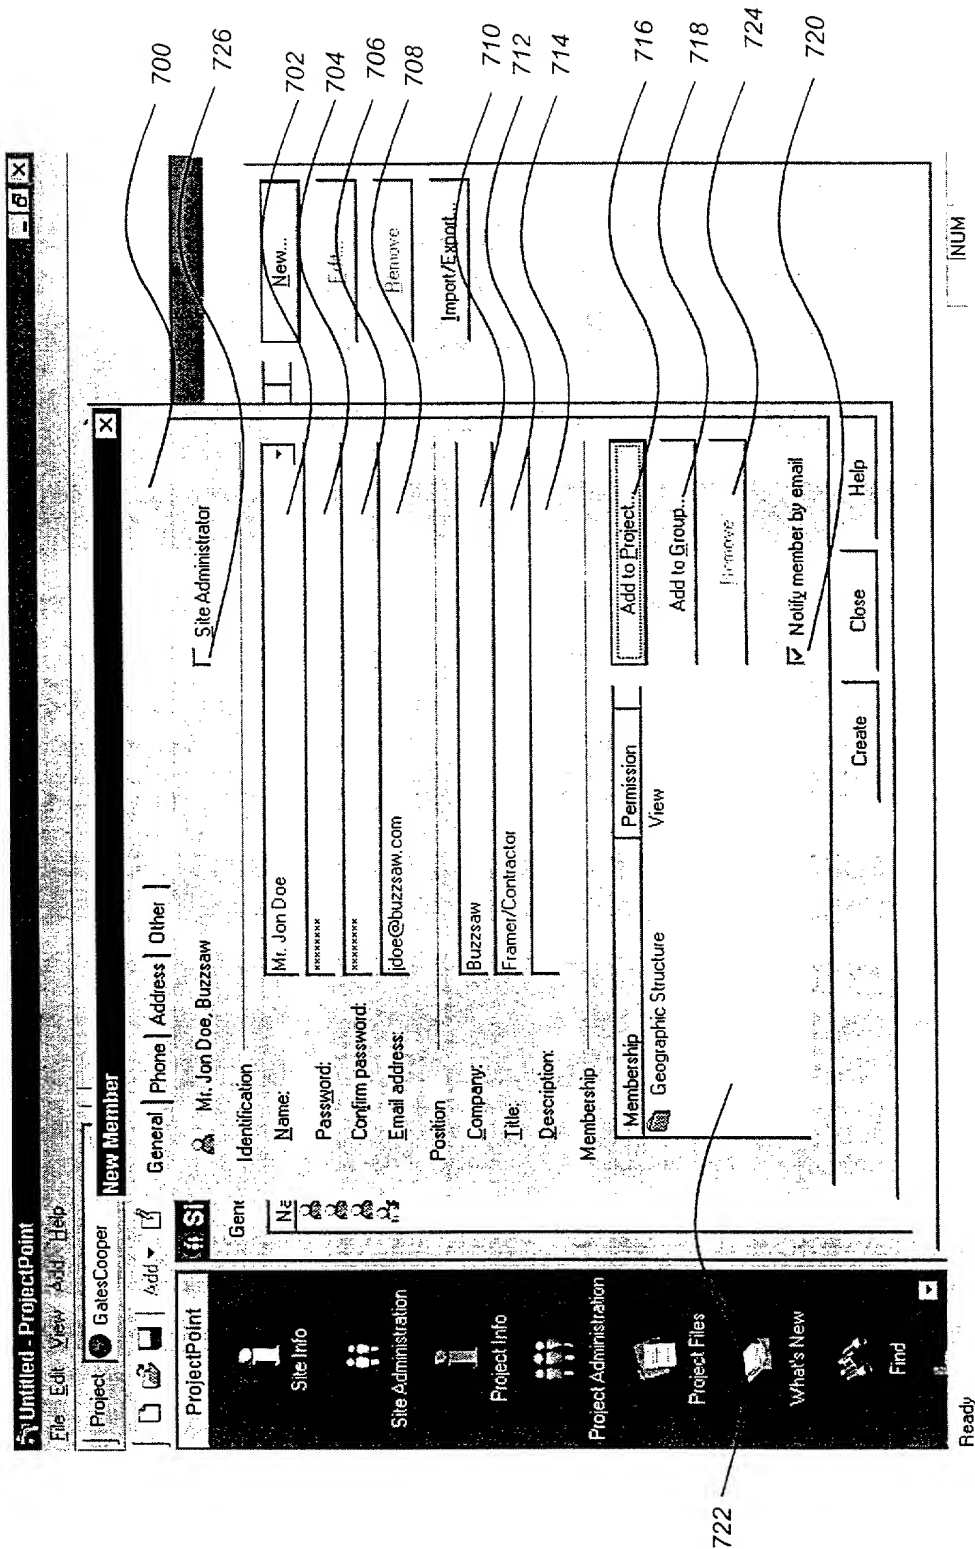 Untitled - ProjectPoint
File Edit View Add Help
Project GatesCooper
Add
ProjectPoint
Site Info
Site Administration
Project Info
Project Administration
Project Files
What's New
Find
Ready
NUM
Si
Gene
Na
New...
Edit...
Remove
Import/Export...
New Member
General Phone Address Other
Mr. Jon Doe, Buzzsaw
Site Administrator
Identification
Name: Mr. Jon Doe
Password: xxxxxxxxx
Confirm password: xxxxxxxxx
Email address: jdoe@buzzsaw.com
Position
Company: Buzzsaw
Title: Framer/Contractor
Description:
Membership
Membership Permission
Geographic Structure View
Add to Project...
Add to Group...
Remove
Notify member by email
Create Close Help
700
726
702
704
706
708
710
712
714
716
718
724
720
722